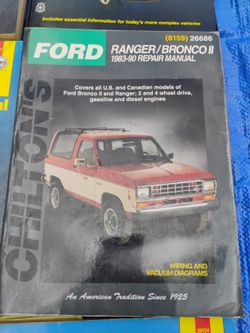 Includes essential information for today's more complex vehicles
(8159) 26686
FORD
RANGER/BRONCO II
1983-90 REPAIR MANUAL
Covers all U.S. and Canadian models of
Ford Bronco II and Ranger; 2 and 4 wheel drive,
gasoline and diesel engines
CHILTON'S
WIRING AND
VACUUM DIAGRAMS
An American Tradition Since 1925